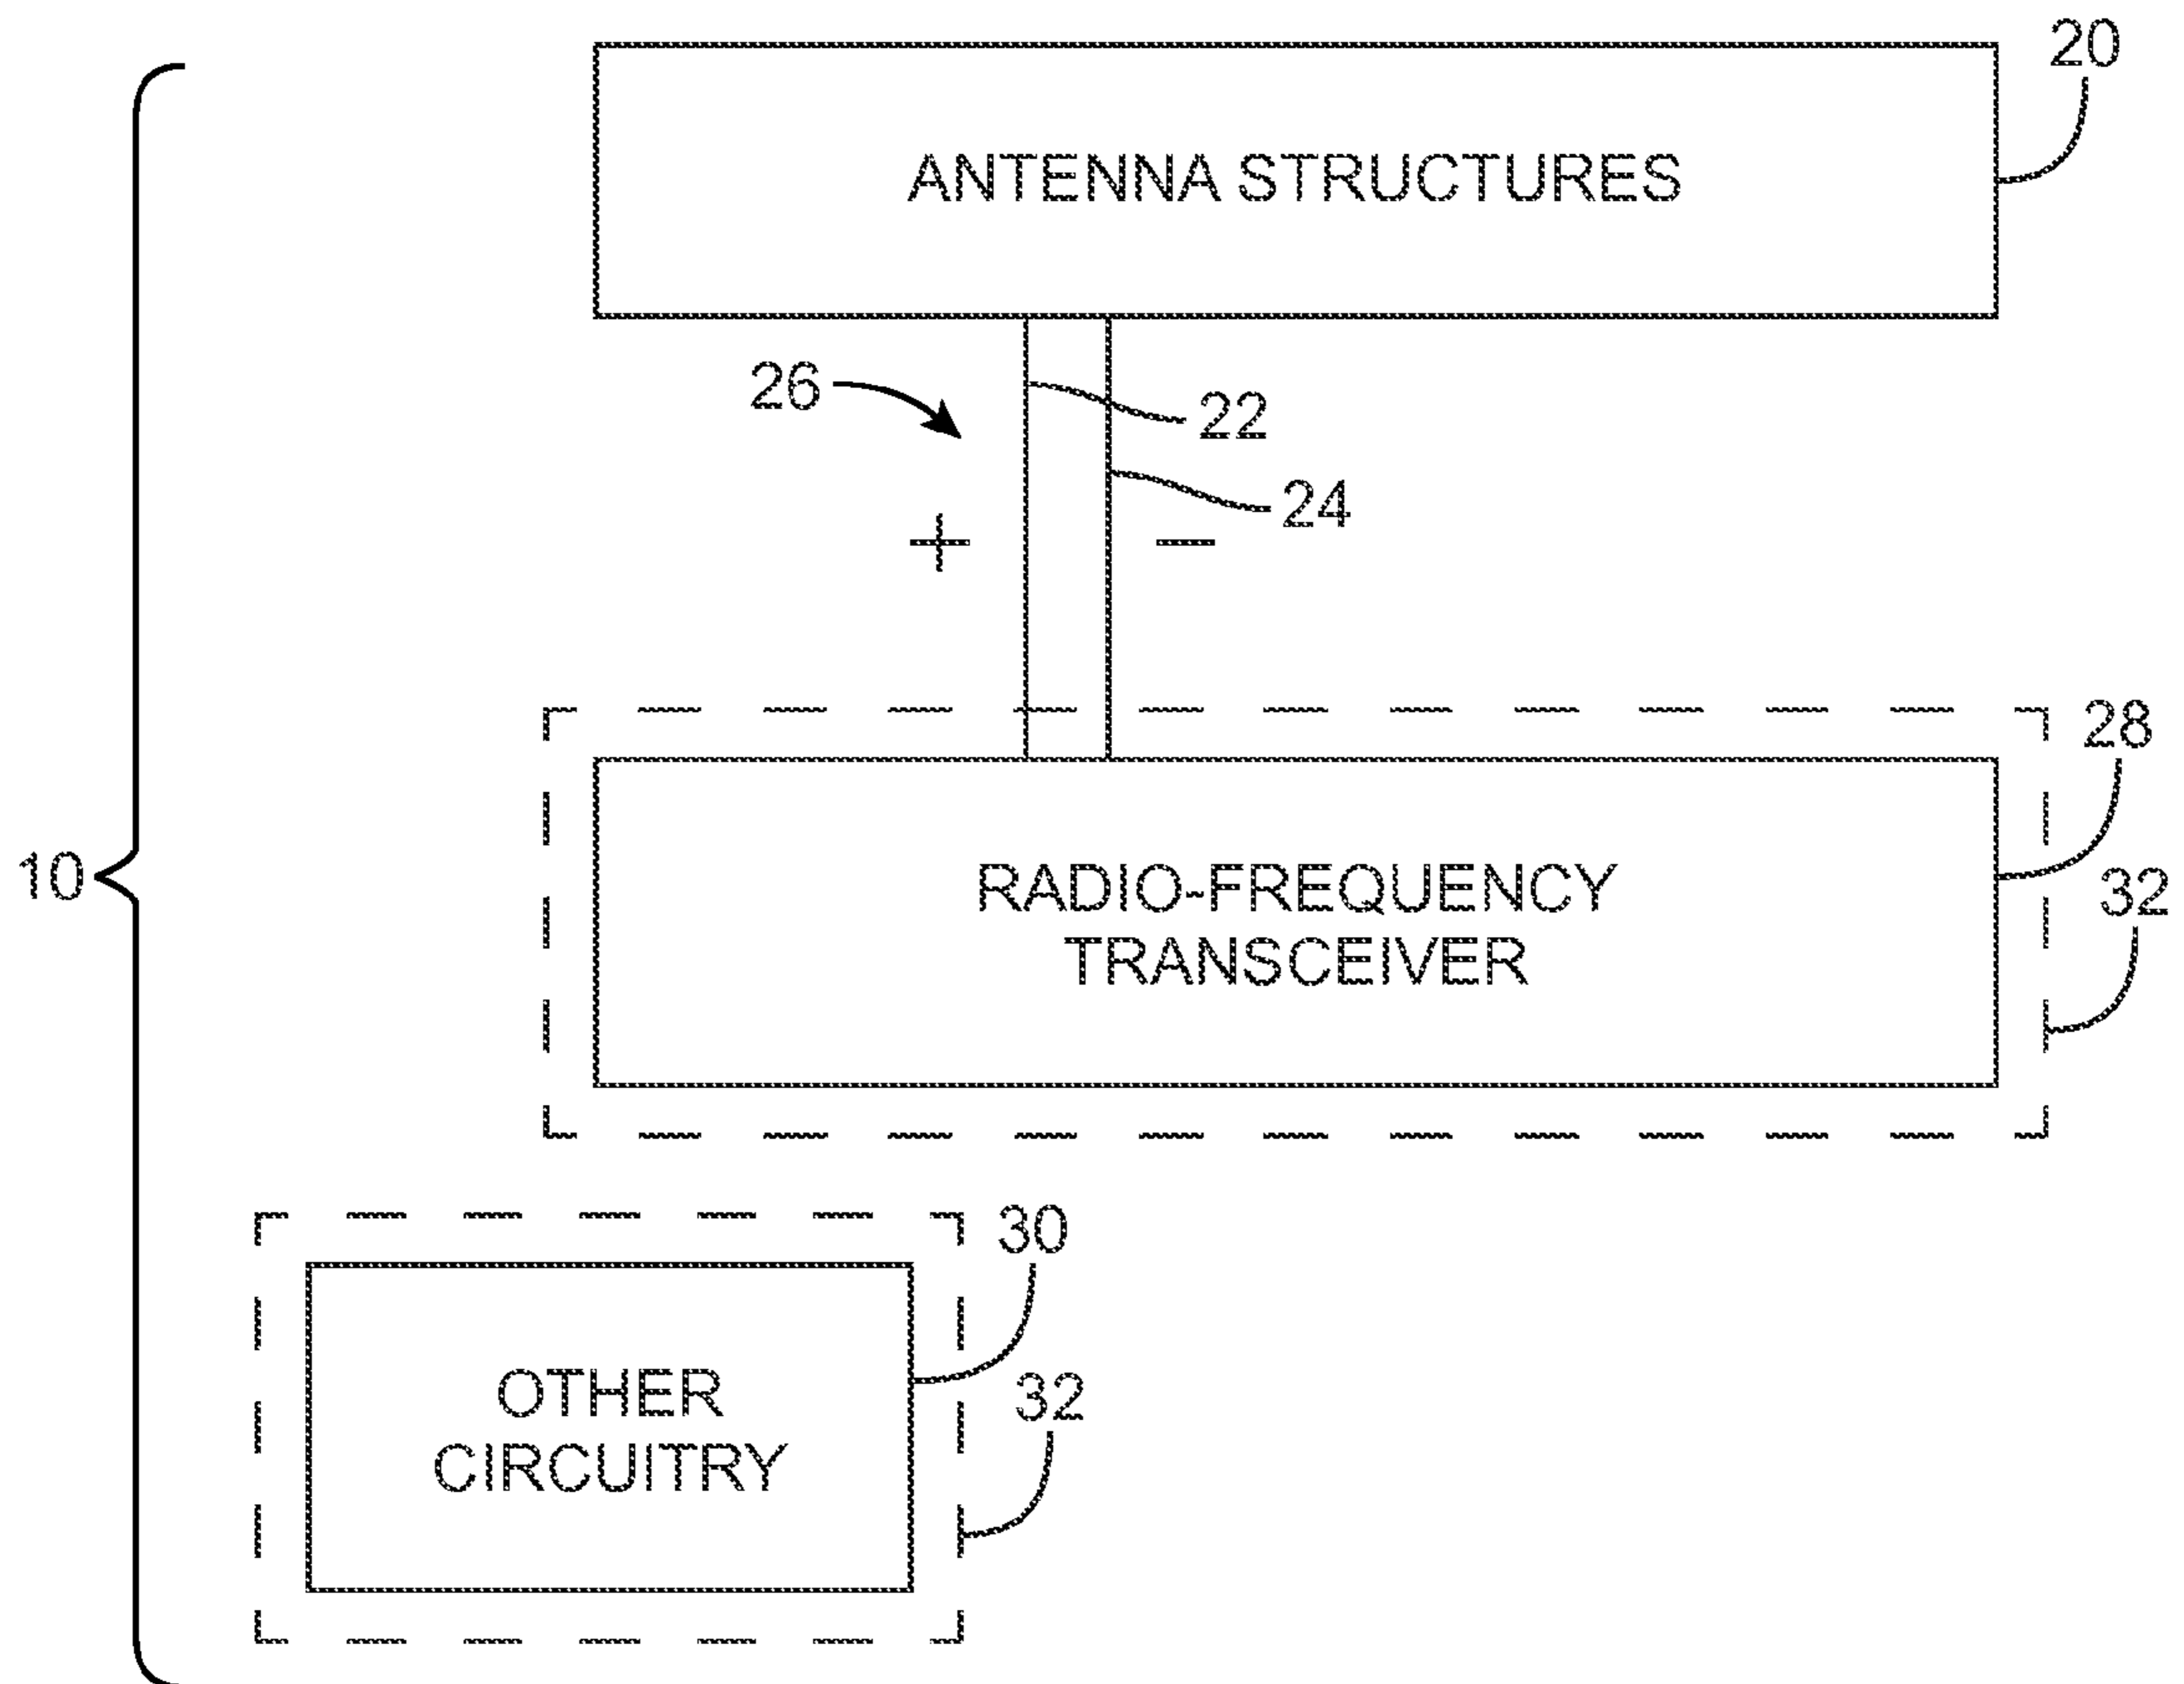 20
ANTENNA STRUCTURES
26
22
24
+ −
28
10
RADIO-FREQUENCY
TRANSCEIVER
32
30
OTHER
CIRCUITRY
32